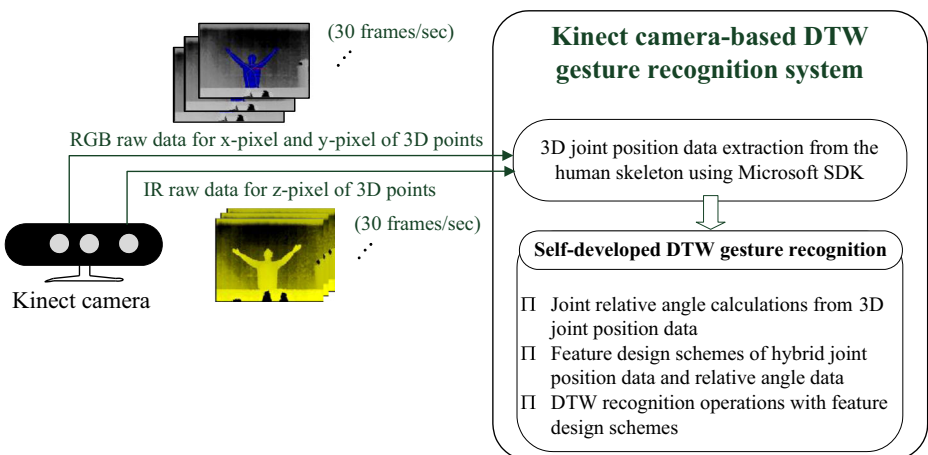 (30 frames/sec)
RGB raw data for x-pixel and y-pixel of 3D points
IR raw data for z-pixel of 3D points
(30 frames/sec)
Kinect camera
Kinect camera-based DTW
gesture recognition system
3D joint position data extraction from the
human skeleton using Microsoft SDK
Self-developed DTW gesture recognition
Π Joint relative angle calculations from 3D
joint position data
Π Feature design schemes of hybrid joint
position data and relative angle data
Π DTW recognition operations with feature
design schemes